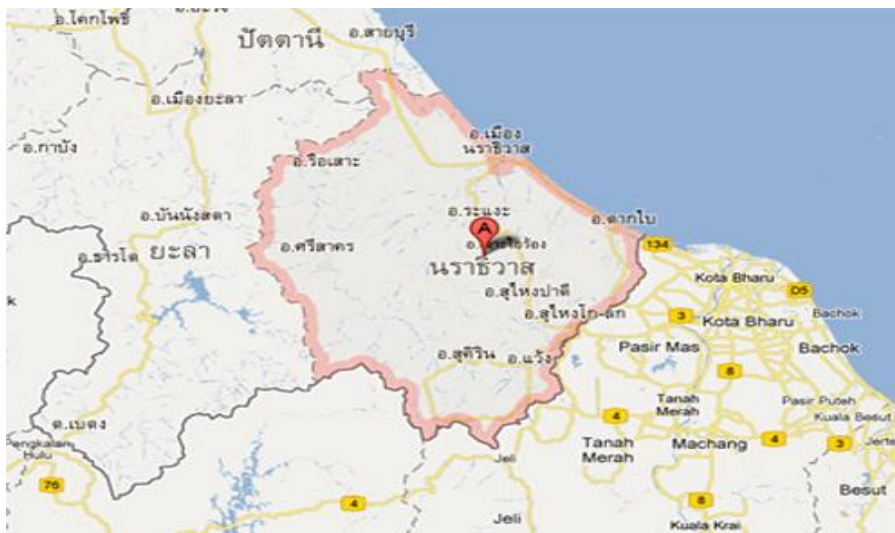 อ.โคกโพธิ์
ปัตตานี
อ.สายบุรี
อ.เมืองยะลา
อ.กาบัง
อ.เมือง
นราธิวาส
อ.รือเสาะ
อ.บันนังสตา
อ.ระแงะ
อ.ตากใบ
A
อ.ธารโต
ยะลา
อ.ศรีสาคร
นราธิวาส
134
Kota Bharu
D5
อ.สุไหงปาดี
อ.สุไหงโก-ลก
3
Kota Bharu
Bachok
Pasir Mas
Bachok
อ.สุคิริน
อ.แว้ง
8
Tanah
Merah
Pasir Puteh
Kuala Besut
อ.เบตง
Pengkalan
Hulu
4
Tanah
Merah
Machang
4
3
Jerte
Jeli
76
4
Besut
8
Jeli
Kuala Krai